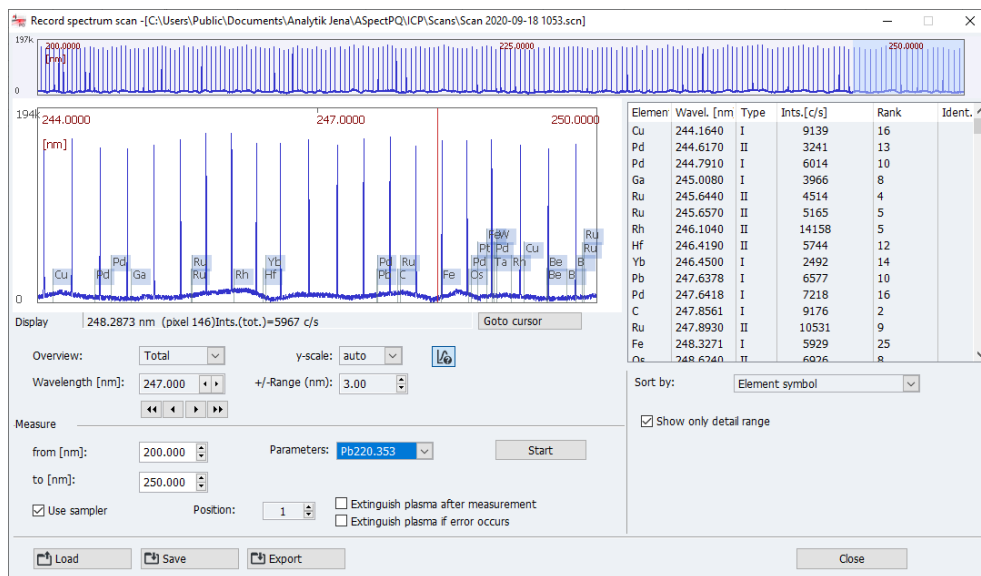 Record spectrum scan -[C:\Users\Public\Documents\Analytik Jena\ASpectPQ\ICP\Scans\Scan 2020-09-18 1053.scn]
197k 200.0000 225.0000 250.0000
[nm]
0
194k 244.0000 247.0000 250.0000
[nm]
Ru
Pt Pd Cu Ru
Pd Ru Yb Pd Ru Pd Ta Rh Be B
Cu Pd Ga Ru Rh Hf Pb C Fe Os Be B
0
Elemen Wavel. [nm Type Ints.[c/s] Rank Ident.
Cu 244.1640 I 9139 16
Pd 244.6170 II 3241 13
Pd 244.7910 I 6014 10
Ga 245.0080 I 3966 8
Ru 245.6440 II 4514 4
Ru 245.6570 II 5165 5
Rh 246.1040 II 14158 5
Hf 246.4190 II 5744 12
Yb 246.4500 I 2492 14
Pb 247.6378 I 6577 10
Pd 247.6418 I 7218 16
C 247.8561 I 9176 2
Ru 247.8930 II 10531 9
Fe 248.3271 I 5929 25
Os 248.6240 II 6926 8
Display 248.2873 nm (pixel 146)Ints.(tot.)=5967 c/s Goto cursor
Overview: Total y-scale: auto
Wavelength [nm]: 247.000 +/-Range (nm): 3.00
Sort by: Element symbol
Show only detail range
Measure
from [nm]: 200.000 Parameters: Pb220.353 Start
to [nm]: 250.000
Use sampler Position: 1 Extinguish plasma after measurement
Extinguish plasma if error occurs
Load Save Export Close